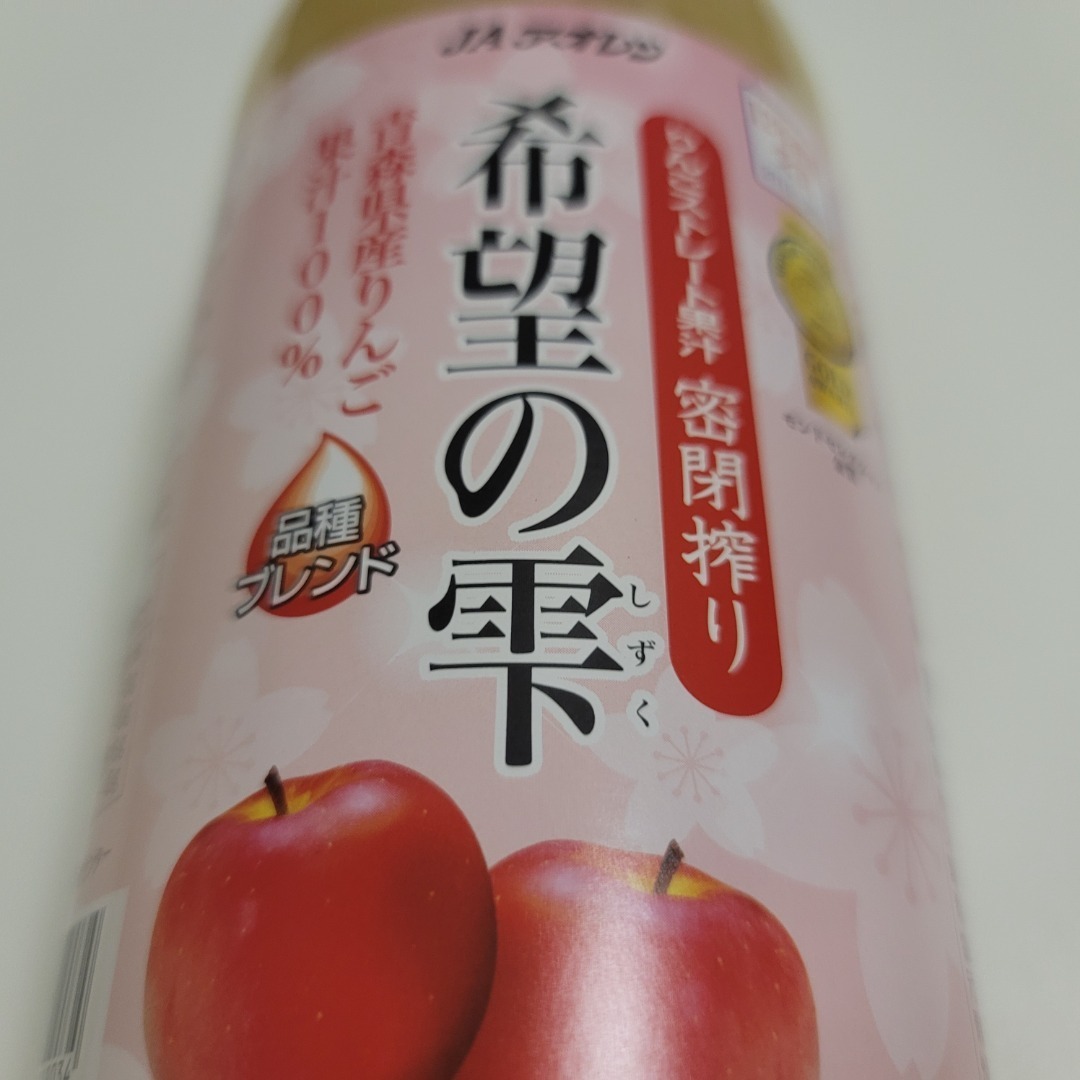 JA アオレン
りんごストレート果汁 密閉搾り
希望の雫
しずく
青森県産りんご
果汁100%
品種
ブレンド